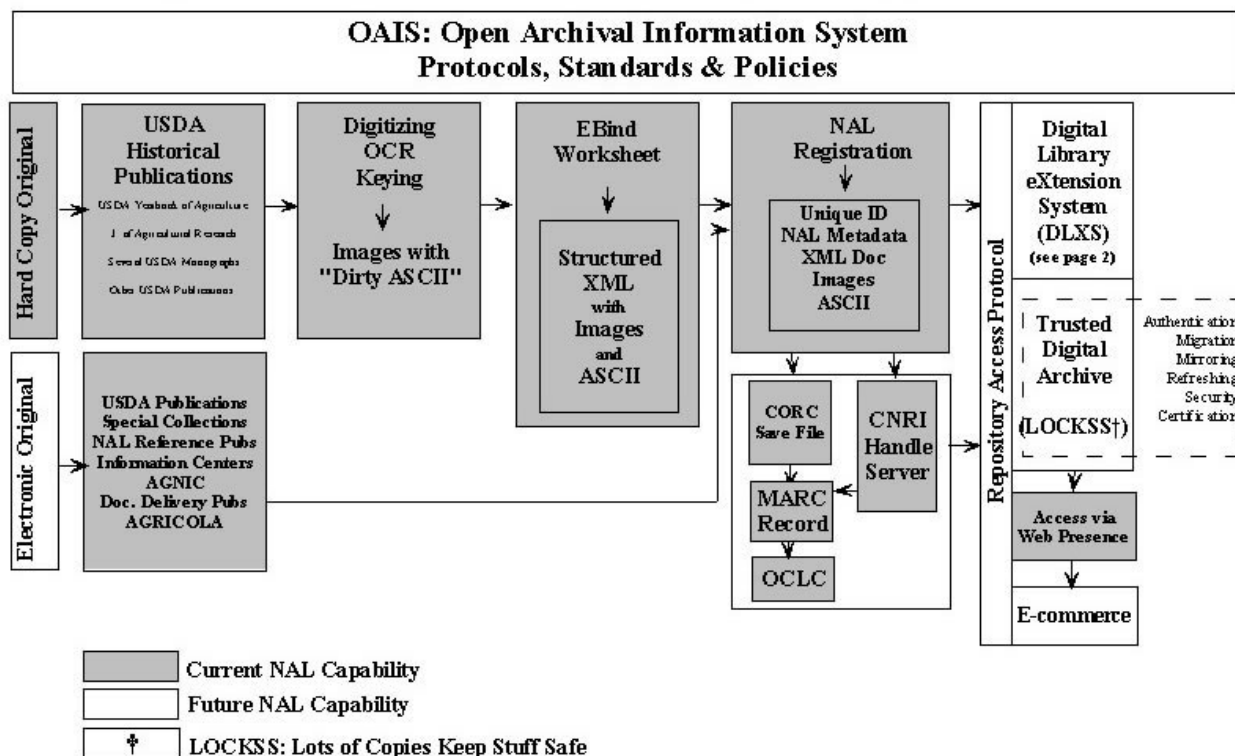 OAIS: Open Archival Information System
Protocols, Standards & Policies
Hard Copy Original
USDA
Historical
Publications
USDA Yearbook of Agriculture
J. of Agricultural Research
Several USDA Monographs
Other USDA Publications
Digitizing
OCR
Keying
Images with
"Dirty ASCII"
EBind
Worksheet
Structured
XML
with
Images
and
ASCII
NAL
Registration
Unique ID
NAL Metadata
XML Doc
Images
ASCII
Repository Access Protocol
Digital
Library
eXtension
System
(DLXS)
(see page 2)
Trusted
Digital
Archive
(LOCKSS†)
Authentication
Migration
Mirroring
Refreshing
Security
Certification
Electronic Original
USDA Publications
Special Collections
NAL Reference Pubs
Information Centers
AGNIC
Doc. Delivery Pubs
AGRICOLA
CORC
Save File
CNRI
Handle
Server
MARC
Record
OCLC
Access via
Web Presence
E-commerce
Current NAL Capability
Future NAL Capability
† LOCKSS: Lots of Copies Keep Stuff Safe